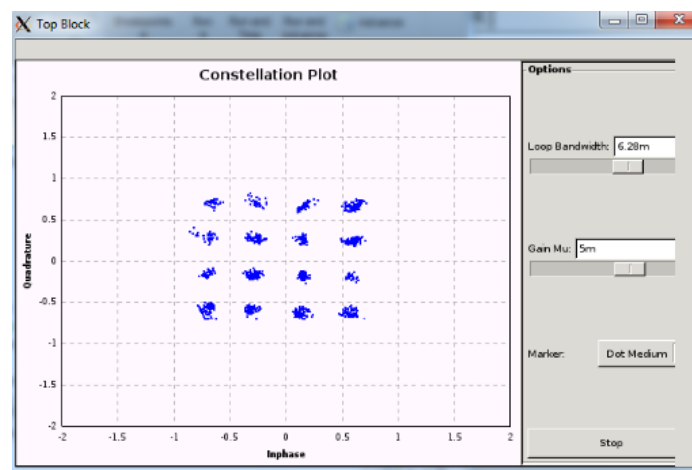 Top Block
Constellation Plot
2
1.5
1
0.5
0
-0.5
-1
-1.5
-2
Quadrature
-2
-1.5
-1
-0.5
0
0.5
1
1.5
2
Inphase
Options
Loop Bandwidth: 6.28m
Gain Mu: 5m
Marker: Dot Medium
Stop